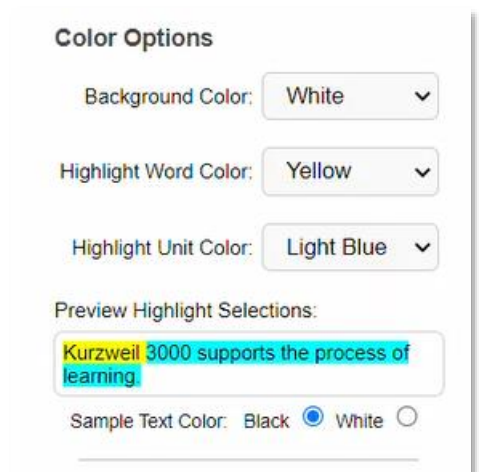 Color Options
Background Color: White
Highlight Word Color: Yellow
Highlight Unit Color: Light Blue
Preview Highlight Selections:
Kurzweil 3000 supports the process of
learning.
Sample Text Color: Black White